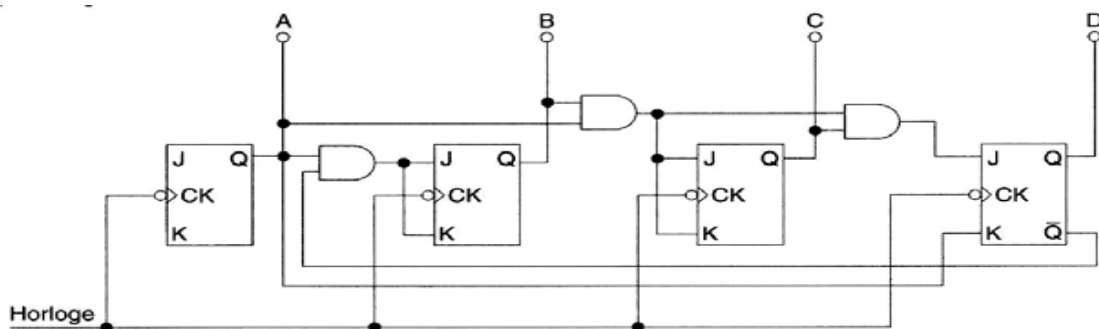 A B C D
J Q J Q J Q J Q
CK CK CK CK
K K K K Q̅
Horloge